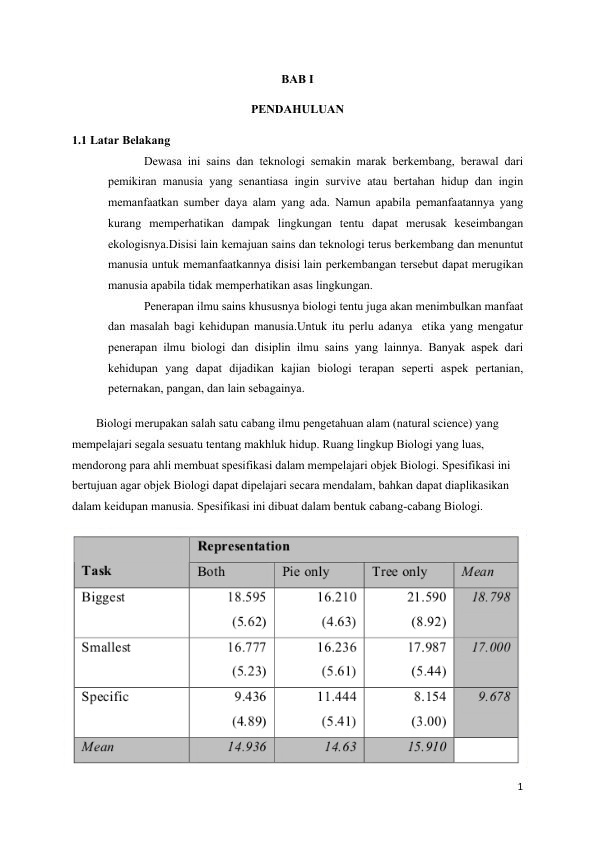 BAB I
PENDAHULUAN
1.1 Latar Belakang
Dewasa ini sains dan teknologi semakin marak berkembang, berawal dari
pemikiran manusia yang senantiasa ingin survive atau bertahan hidup dan ingin
memanfaatkan sumber daya alam yang ada. Namun apabila pemanfaatannya yang
kurang memperhatikan dampak lingkungan tentu dapat merusak keseimbangan
ekologisnya.Disisi lain kemajuan sains dan teknologi terus berkembang dan menuntut
manusia untuk memanfaatkannya disisi lain perkembangan tersebut dapat merugikan
manusia apabila tidak memperhatikan asas lingkungan.
Penerapan ilmu sains khususnya biologi tentu juga akan menimbulkan manfaat
dan masalah bagi kehidupan manusia.Untuk itu perlu adanya  etika yang mengatur
penerapan ilmu biologi dan disiplin ilmu sains yang lainnya. Banyak aspek dari
kehidupan yang dapat dijadikan kajian biologi terapan seperti aspek pertanian,
peternakan, pangan, dan lain sebagainya.
Biologi merupakan salah satu cabang ilmu pengetahuan alam (natural science) yang
mempelajari segala sesuatu tentang makhluk hidup. Ruang lingkup Biologi yang luas,
mendorong para ahli membuat spesifikasi dalam mempelajari objek Biologi. Spesifikasi ini
bertujuan agar objek Biologi dapat dipelajari secara mendalam, bahkan dapat diaplikasikan
dalam keidupan manusia. Spesifikasi ini dibuat dalam bentuk cabang-cabang Biologi.
Representation
Task Both Pie only Tree only Mean
Biggest 18.595 16.210 21.590 18.798
(5.62) (4.63) (8.92)
Smallest 16.777 16.236 17.987 17.000
(5.23) (5.61) (5.44)
Specific 9.436 11.444 8.154 9.678
(4.89) (5.41) (3.00)
Mean 14.936 14.63 15.910
1